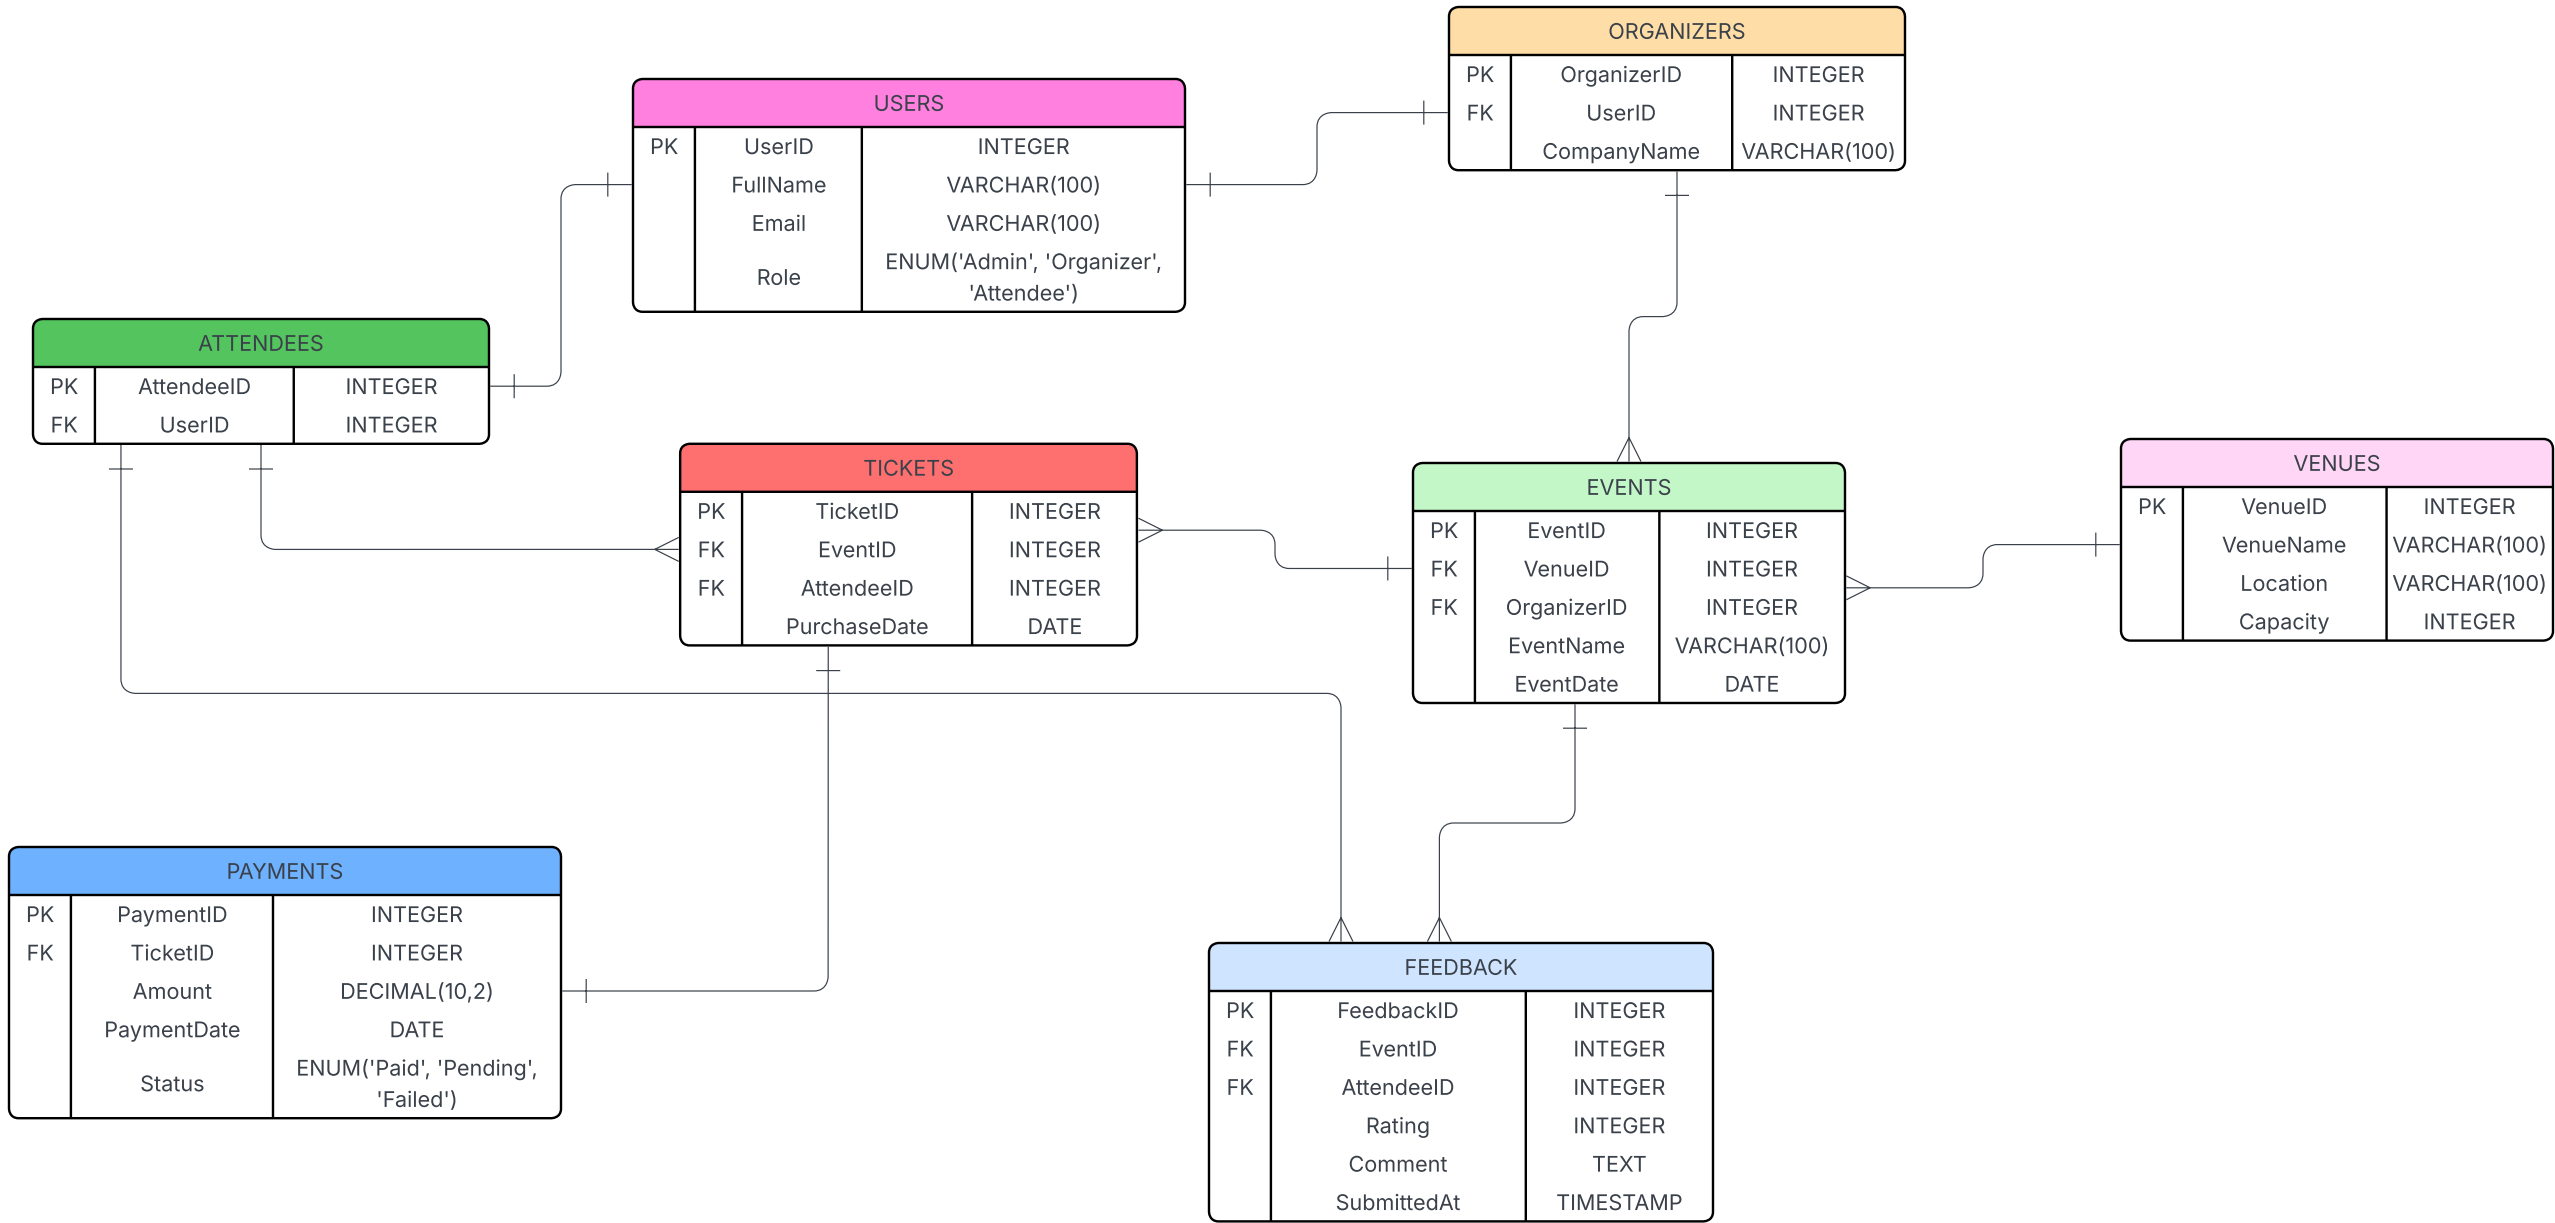 ORGANIZERS
PK OrganizerID INTEGER
FK UserID INTEGER
CompanyName VARCHAR(100)
USERS
PK UserID INTEGER
FullName VARCHAR(100)
Email VARCHAR(100)
Role ENUM('Admin', 'Organizer',
'Attendee')
ATTENDEES
PK AttendeeID INTEGER
FK UserID INTEGER
TICKETS
PK TicketID INTEGER
FK EventID INTEGER
FK AttendeeID INTEGER
PurchaseDate DATE
EVENTS
PK EventID INTEGER
FK VenueID INTEGER
FK OrganizerID INTEGER
EventName VARCHAR(100)
EventDate DATE
VENUES
PK VenueID INTEGER
VenueName VARCHAR(100)
Location VARCHAR(100)
Capacity INTEGER
PAYMENTS
PK PaymentID INTEGER
FK TicketID INTEGER
Amount DECIMAL(10,2)
PaymentDate DATE
Status ENUM('Paid', 'Pending',
'Failed')
FEEDBACK
PK FeedbackID INTEGER
FK EventID INTEGER
FK AttendeeID INTEGER
Rating INTEGER
Comment TEXT
SubmittedAt TIMESTAMP